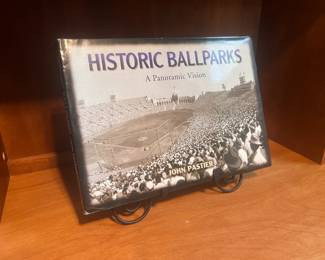 HISTORIC BALLPARKS
A Panoramic Vision
JOHN PASTIER